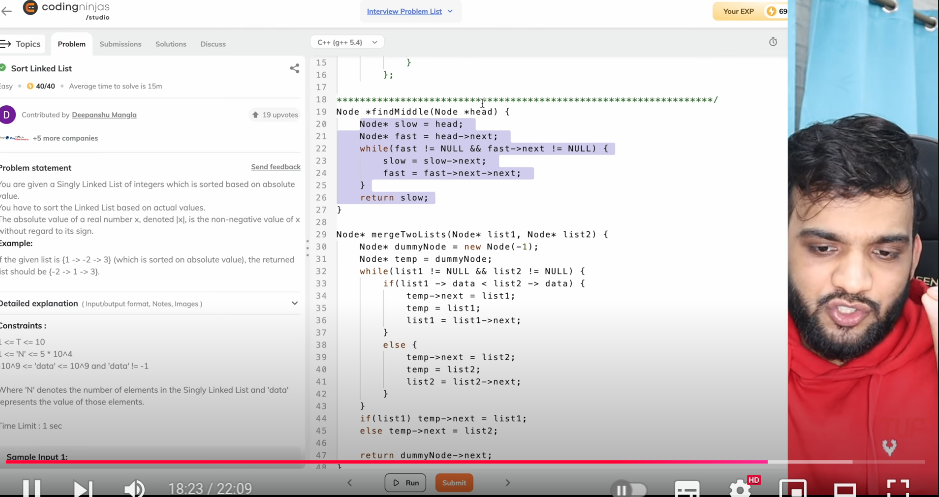 codingninjas
/studio
Interview Problem List
Your EXP
69
Topics
Problem
Submissions
Solutions
Discuss
C++ (g++ 5.4)
Sort Linked List
Easy
40/40
Average time to solve is 15m
D
Contributed by Deepanshu Mangla
19 upvotes
+5 more companies
Problem statement
Send feedback
You are given a Singly Linked List of integers which is sorted based on absolute
value.
You have to sort the Linked List based on actual values.
The absolute value of a real number x, denoted |x|, is the non-negative value of x
without regard to its sign.
Example:
If the given list is {1 -> -2 -> 3} (which is sorted on absolute value), the returned
list should be {-2 -> 1 -> 3}.
Detailed explanation ( Input/output format, Notes, Images )
Constraints :
1 <= T <= 10
1 <= 'N' <= 5 * 10^4
10^9 <= 'data' <= 10^9 and 'data' != -1
Where 'N' denotes the number of elements in the Singly Linked List and 'data'
represents the value of those elements.
Time Limit : 1 sec
Sample Input 1:
15 }
16 };
17
18 *****************************************************************/
19 Node *findMiddle(Node *head) {
20 Node* slow = head;
21 Node* fast = head->next;
22 while(fast != NULL && fast->next != NULL) {
23 slow = slow->next;
24 fast = fast->next->next;
25 }
26 return slow;
27 }
28
29 Node* mergeTwoLists(Node* list1, Node* list2) {
30 Node* dummyNode = new Node(-1);
31 Node* temp = dummyNode;
32 while(list1 != NULL && list2 != NULL) {
33 if(list1 -> data < list2 -> data) {
34 temp->next = list1;
35 temp = list1;
36 list1 = list1->next;
37 }
38 else {
39 temp->next = list2;
40 temp = list2;
41 list2 = list2->next;
42 }
43 }
44 if(list1) temp->next = list1;
45 else temp->next = list2;
46
47 return dummyNode->next;
48 }
Run
Submit
18:23 / 22:09
HD